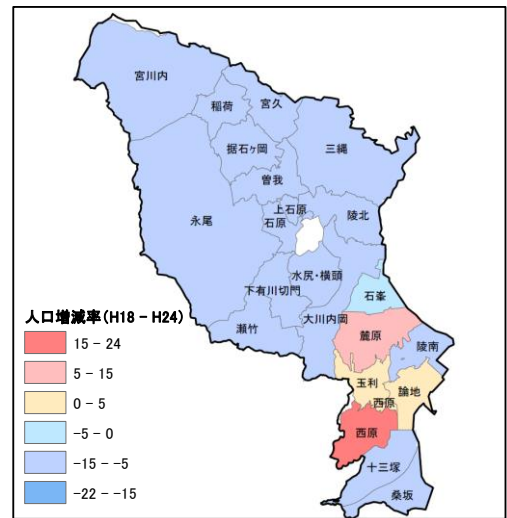 宮川内
宮久
稲荷
据石ヶ岡
三縄
曽我
上石原
石原
陵北
永尾
水尻・横頭
下有川切門
石峯
瀬竹
大川内岡
麓原
陵南
玉利
論地
西原
西原
十三塚
桑坂
人口増減率(H18 - H24)
15 - 24
5 - 15
0 - 5
-5 - 0
-15 - -5
-22 - -15